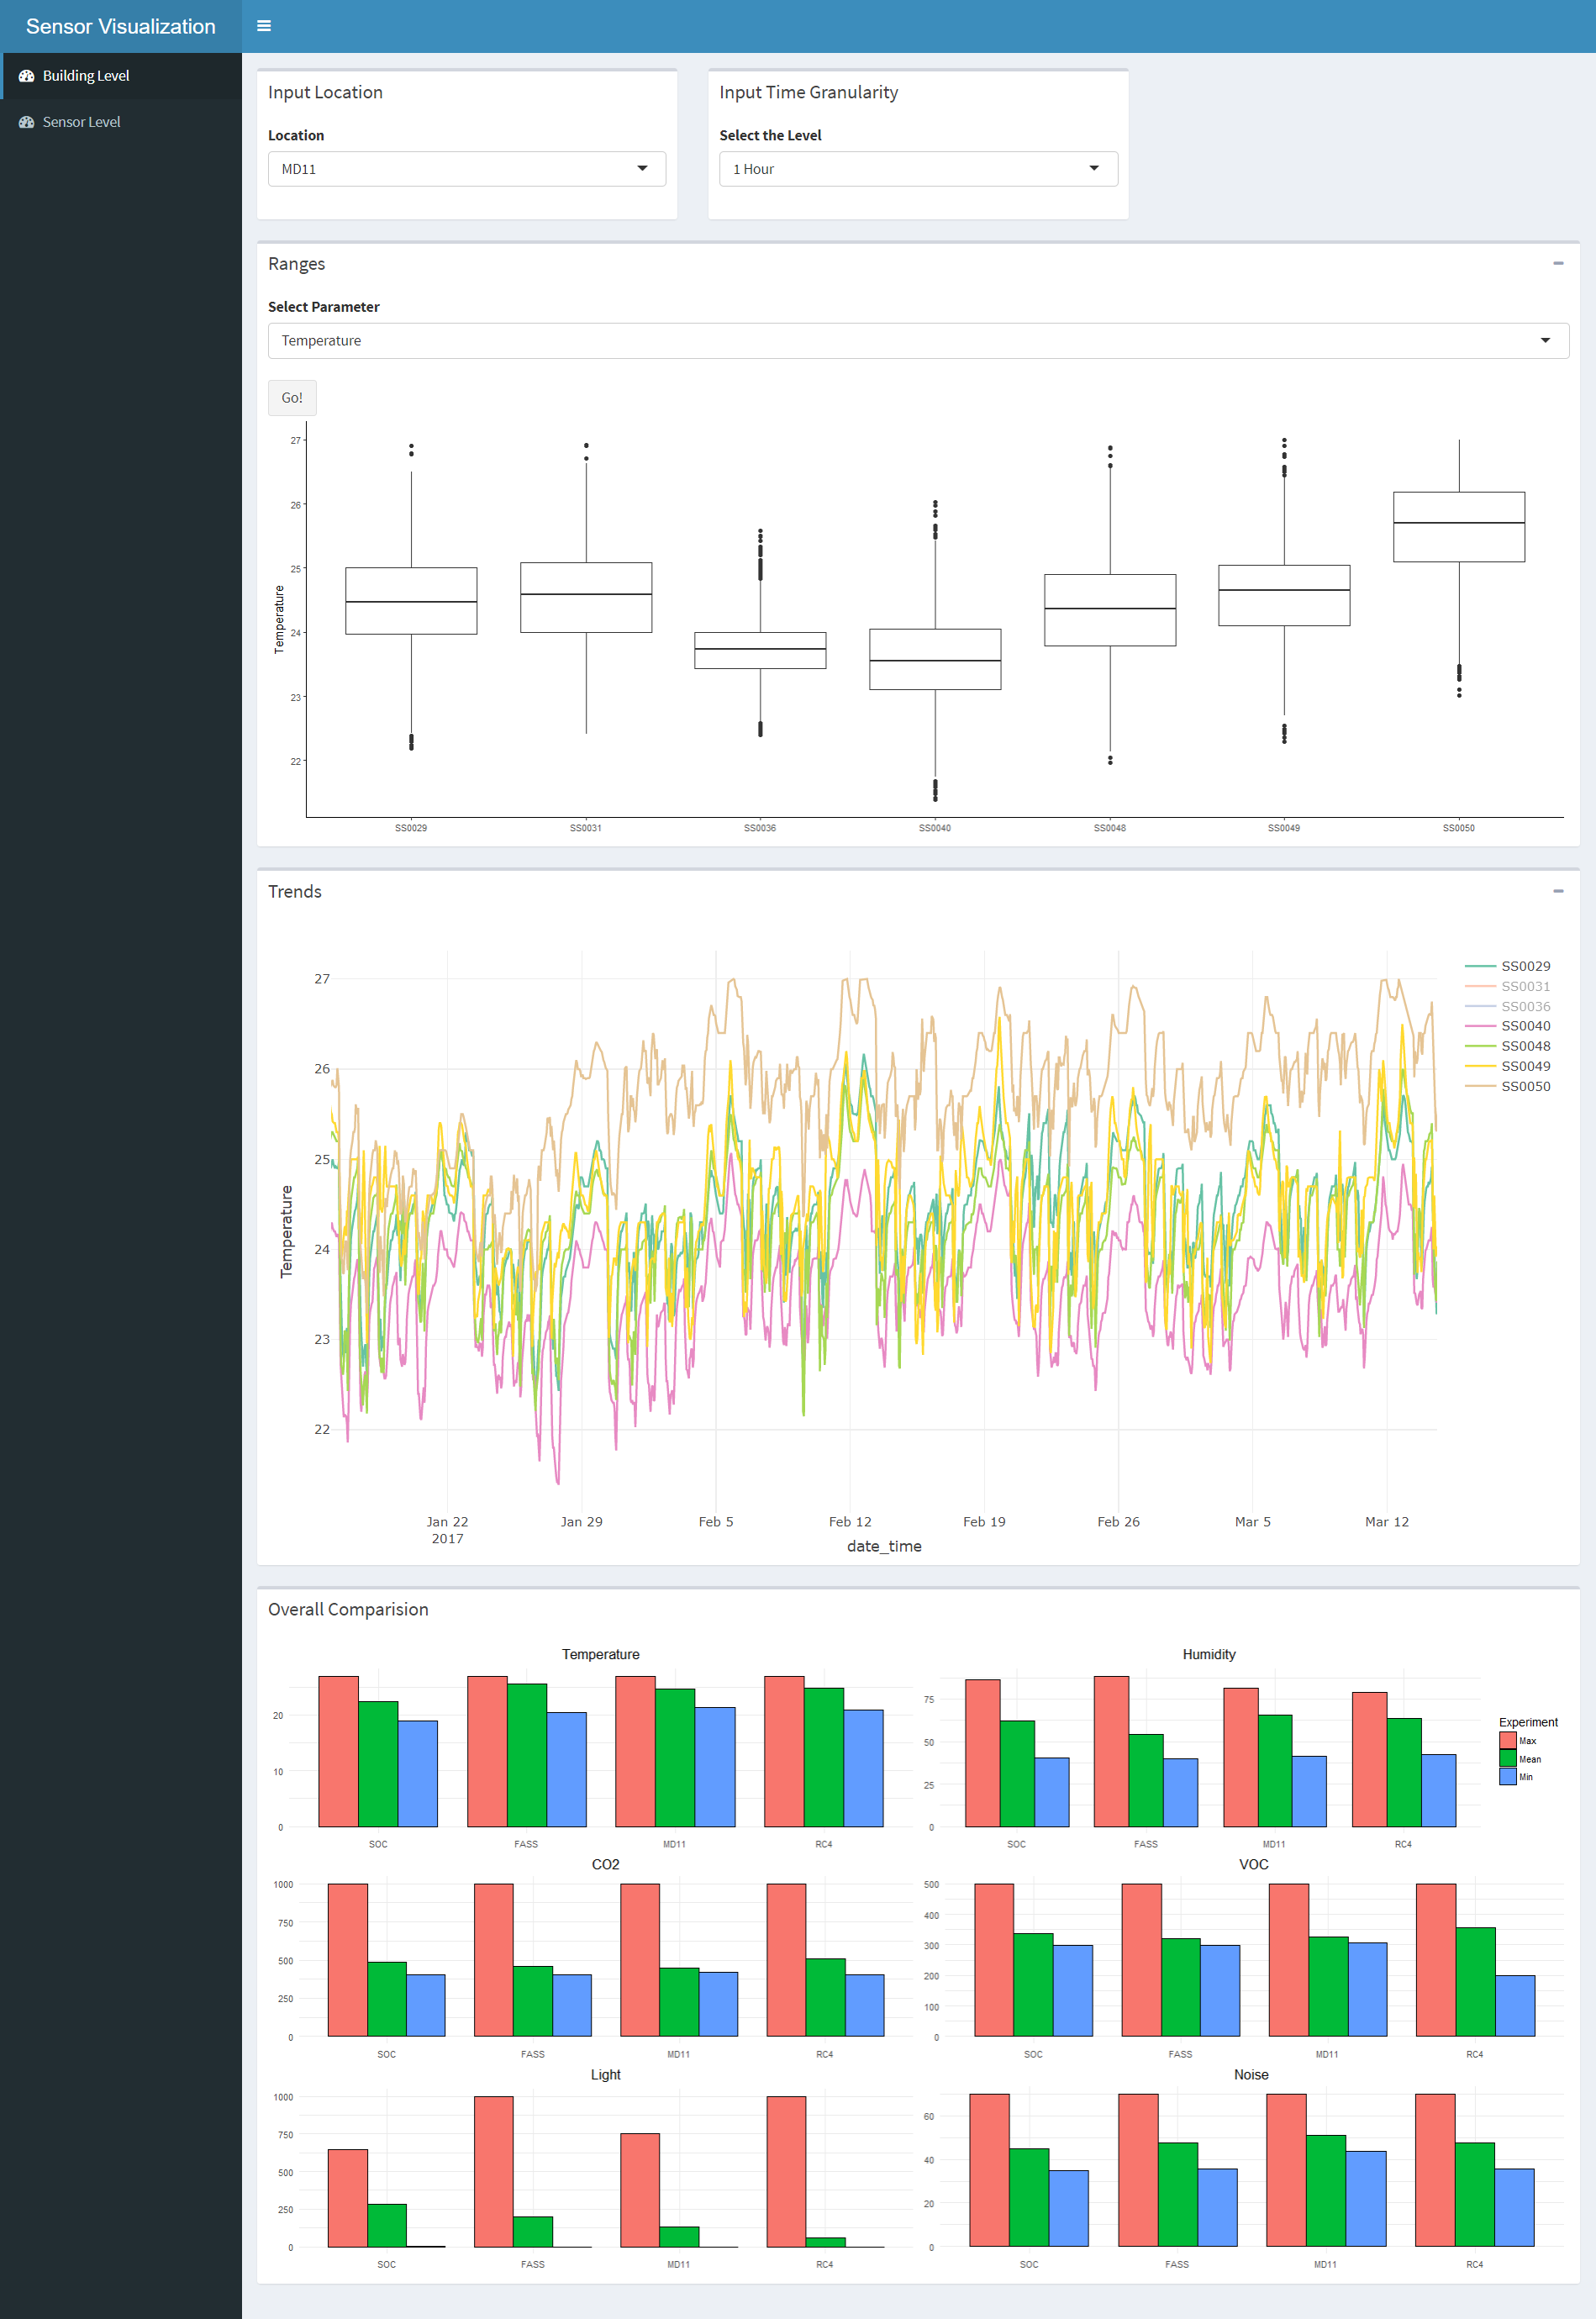 Sensor Visualization
Building Level
Sensor Level
Input Location
Location
MD11
Input Time Granularity
Select the Level
1 Hour
Ranges
Select Parameter
Temperature
Go!
27
26
25
24
23
22
Temperature
SS0029
SS0031
SS0036
SS0040
SS0048
SS0049
SS0050
Trends
27
26
25
24
23
22
Temperature
Jan 22
2017
Jan 29
Feb 5
Feb 12
Feb 19
Feb 26
Mar 5
Mar 12
date_time
SS0029
SS0031
SS0036
SS0040
SS0048
SS0049
SS0050
Overall Comparision
Temperature
20
10
0
SOC
FASS
MD11
RC4
Humidity
75
50
25
0
SOC
FASS
MD11
RC4
Experiment
Max
Mean
Min
CO2
1000
750
500
250
0
SOC
FASS
MD11
RC4
VOC
500
400
300
200
100
0
SOC
FASS
MD11
RC4
Light
1000
750
500
250
0
SOC
FASS
MD11
RC4
Noise
60
40
20
0
SOC
FASS
MD11
RC4